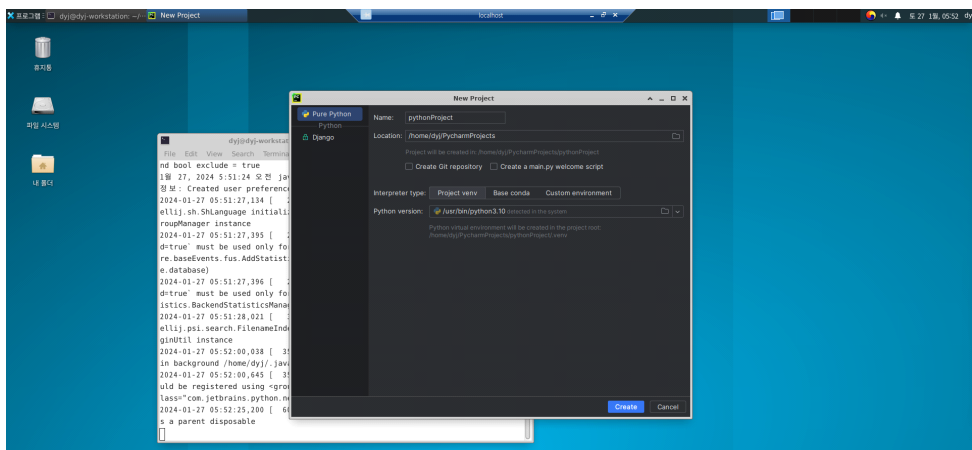 프로그램
dyj@dyj-workstation: ~/
New Project
localhost
토 27 1월, 05:52 dy
휴지통
파일 시스템
내 폴더
dyj@dyj-workstat
File Edit View Search Termina
nd bool exclude = true
1월 27, 2024 5:51:24 오전 jav
정보: Created user preference
2024-01-27 05:51:27,134 [
ellij.sh.ShLanguage initiali
roupManager instance
2024-01-27 05:51:27,395 [
d=true` must be used only fo
re.baseEvents.fus.AddStatist
e.database)
2024-01-27 05:51:27,396 [
d=true` must be used only fo
istics.BackendStatisticsMana
2024-01-27 05:51:28,021 [
ellij.psi.search.FilenameInde
ginUtil instance
2024-01-27 05:52:00,038 [ 35
in background /home/dyj/.java
2024-01-27 05:52:00,645 [ 35
uld be registered using <grou
lass="com.jetbrains.python.ne
2024-01-27 05:52:25,200 [ 60
s a parent disposable
New Project
Pure Python
Python
Django
Name: pythonProject
Location: /home/dyj/PycharmProjects
Project will be created in: /home/dyj/PycharmProjects/pythonProject
Create Git repository Create a main.py welcome script
Interpreter type: Project venv Base conda Custom environment
Python version: /usr/bin/python3.10 detected in the system
Python virtual environment will be created in the project root:
/home/dyj/PycharmProjects/pythonProject/.venv
Create Cancel